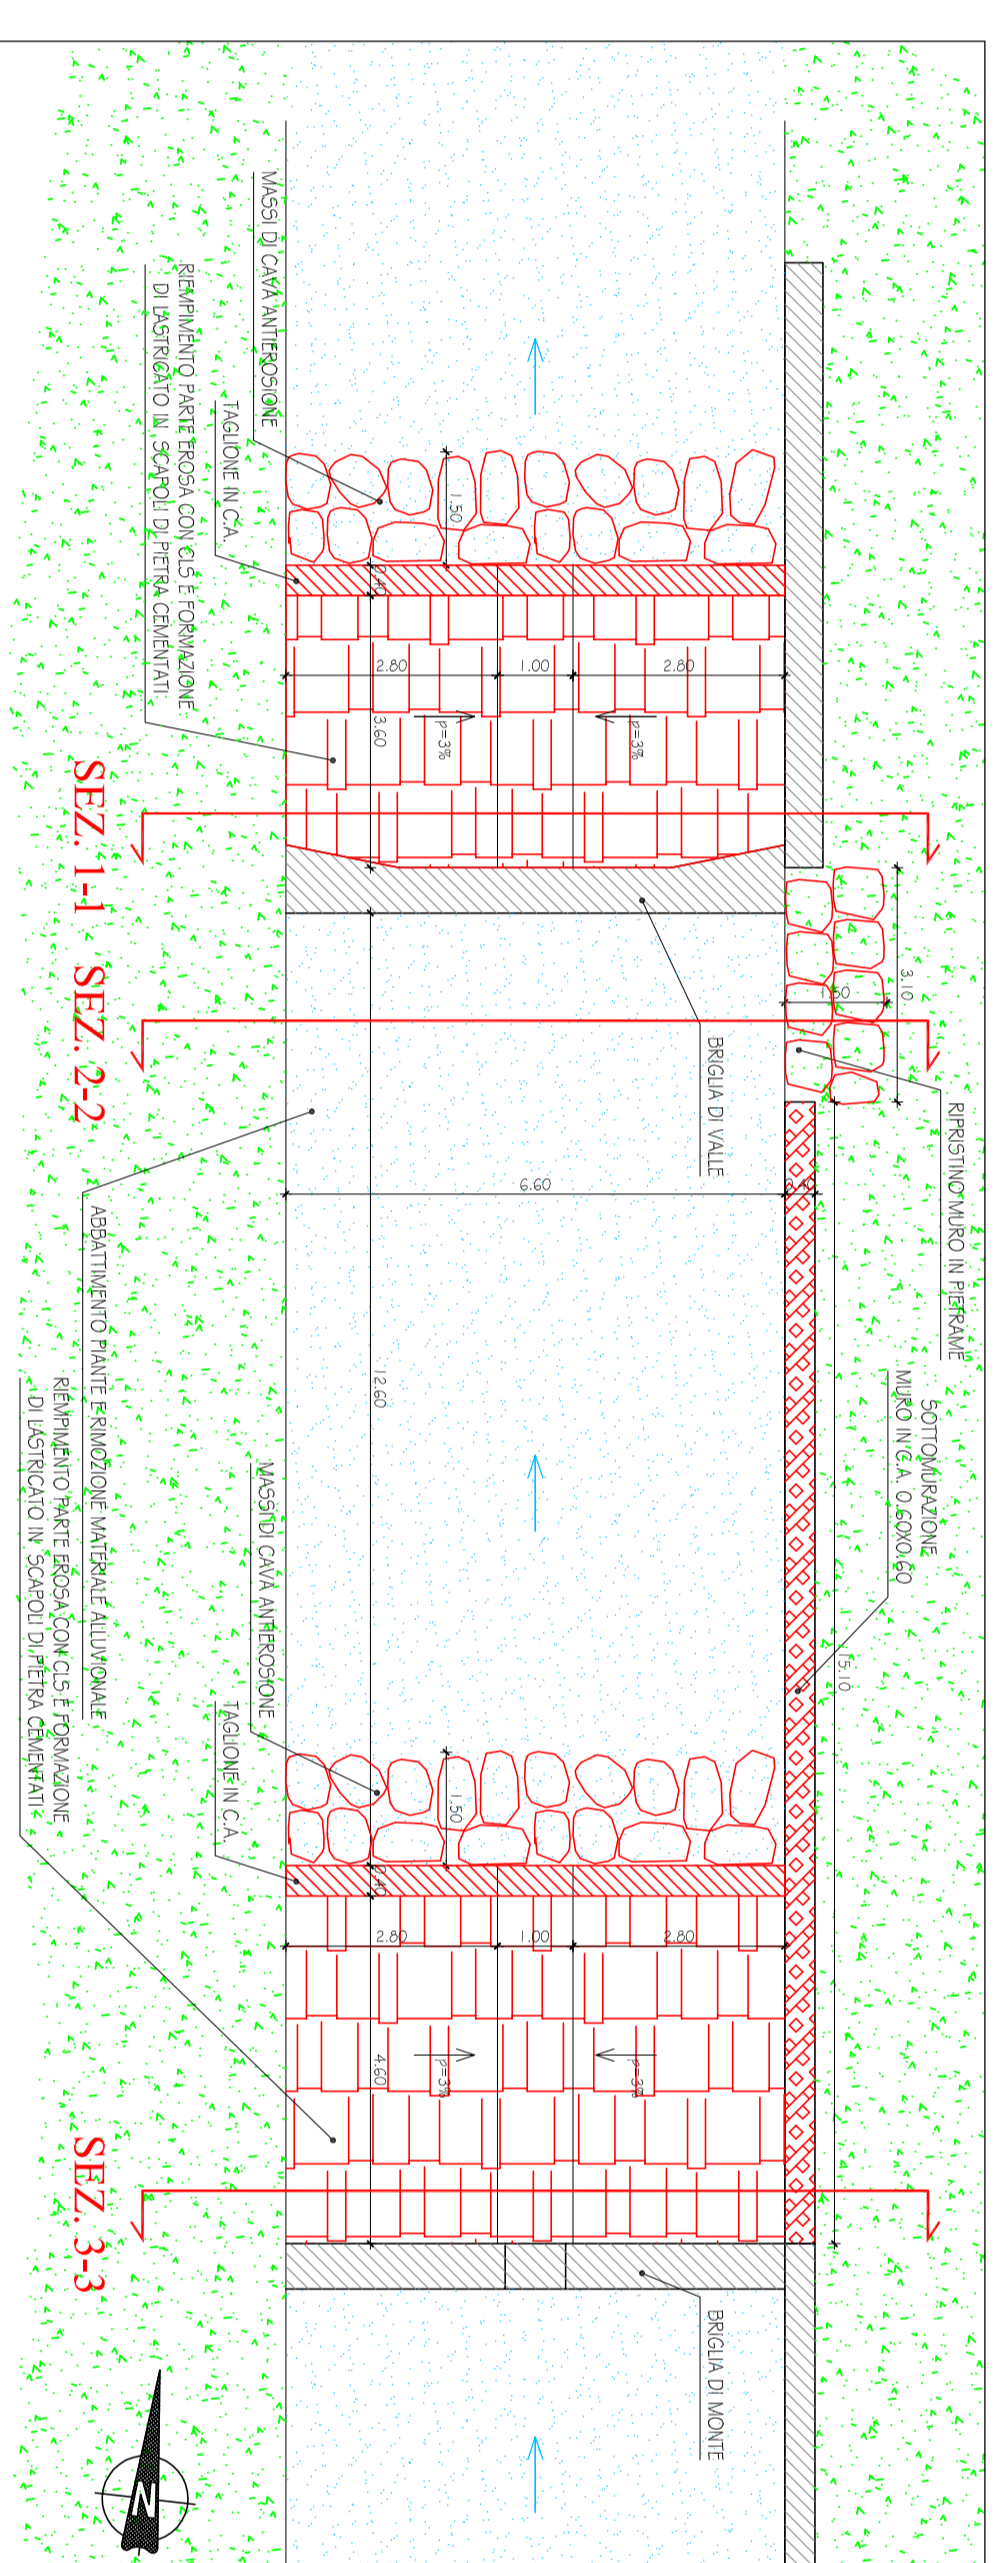 RIPRISTINO MURO IN PIETRAME
SOTTOMURAZIONE
MURO IN C.A. 0.60X0.60
3.10
1.50
15.10
BRIGLIA DI VALLE
BRIGLIA DI MONTE
2.80
1.00
2.80
p=3%
p=3%
1.50
0.40
3.60
6.60
12.60
1.50
0.40
2.80
1.00
2.80
p=3%
p=3%
4.60
MASSI DI CAVA ANTIEROSIONE
TAGLIONE IN C.A.
RIEMPIMENTO PARTE EROSA CON CLS E FORMAZIONE
DI LASTRICATO IN SCAPOLI DI PIETRA CEMENTATI
MASSI DI CAVA ANTIEROSIONE
TAGLIONE IN C.A.
ABBATTIMENTO PIANTE E RIMOZIONE MATERIALE ALLUVIONALE
RIEMPIMENTO PARTE EROSA CON CLS E FORMAZIONE
DI LASTRICATO IN SCAPOLI DI PIETRA CEMENTATI
SEZ. 1-1
SEZ. 2-2
SEZ. 3-3
N